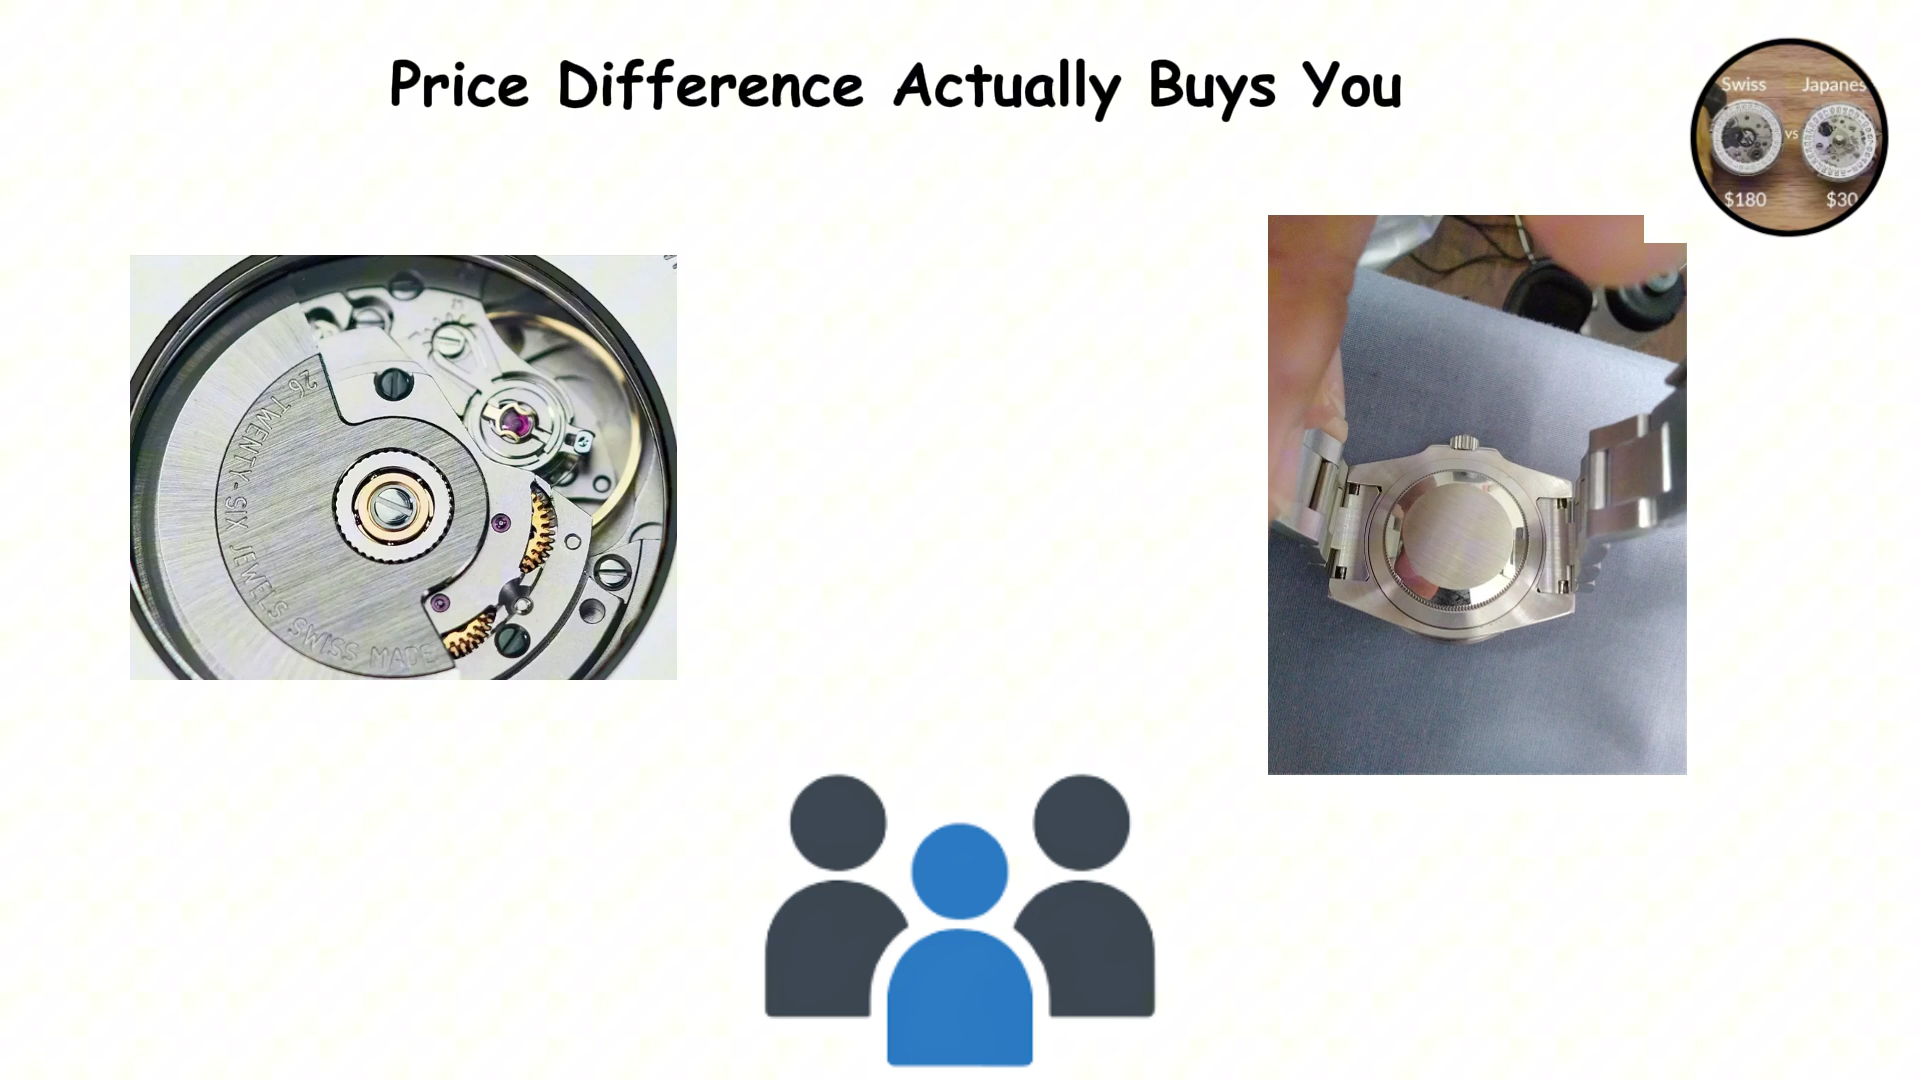 Price Difference Actually Buys You
Swiss Japanes
vs
$180 $30
26 TWENTY-SIX JEWELS SWISS MADE